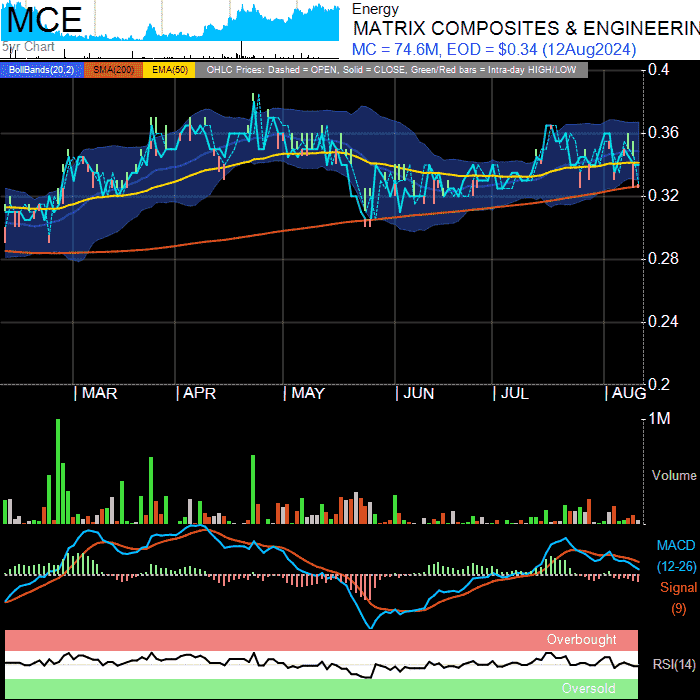 MCE
5yr Chart
Energy
MATRIX COMPOSITES & ENGINEERIN
MC = 74.6M, EOD = $0.34 (12Aug2024)
BollBands(20,2) SMA(200) EMA(50) OHLC Prices: Dashed = OPEN, Solid = CLOSE, Green/Red bars = Intra-day HIGH/LOW
0.4
0.36
0.32
0.28
0.24
0.2
MAR APR MAY JUN JUL AUG
1M
Volume
MACD
(12-26)
Signal
(9)
Overbought
RSI(14)
Oversold